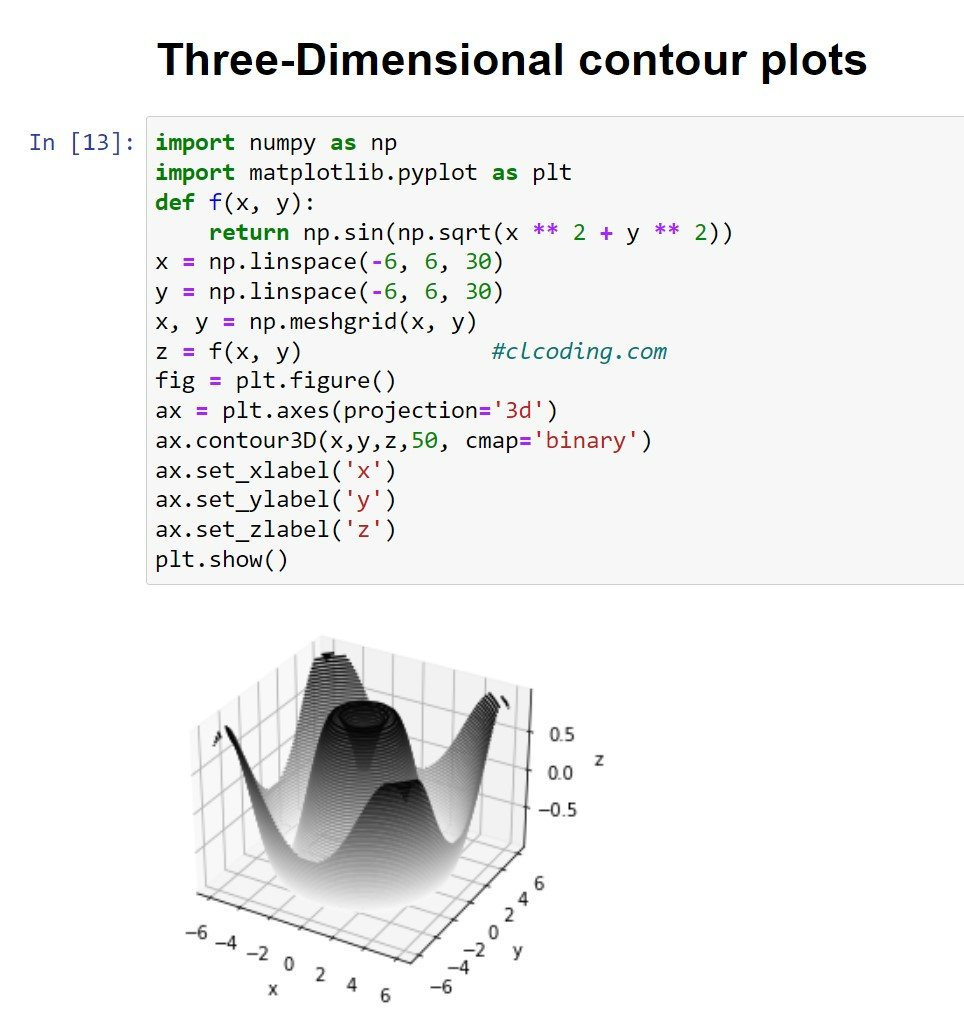 Three-Dimensional contour plots
In [13]:
import numpy as np
import matplotlib.pyplot as plt
def f(x, y):
    return np.sin(np.sqrt(x ** 2 + y ** 2))
x = np.linspace(-6, 6, 30)
y = np.linspace(-6, 6, 30)
x, y = np.meshgrid(x, y)
z = f(x, y)              #clcoding.com
fig = plt.figure()
ax = plt.axes(projection='3d')
ax.contour3D(x,y,z,50, cmap='binary')
ax.set_xlabel('x')
ax.set_ylabel('y')
ax.set_zlabel('z')
plt.show()
0.5
0.0
−0.5
z
−6 −4 −2 0 2 4 6
x
−6 −4 −2 0 2 4 6
y